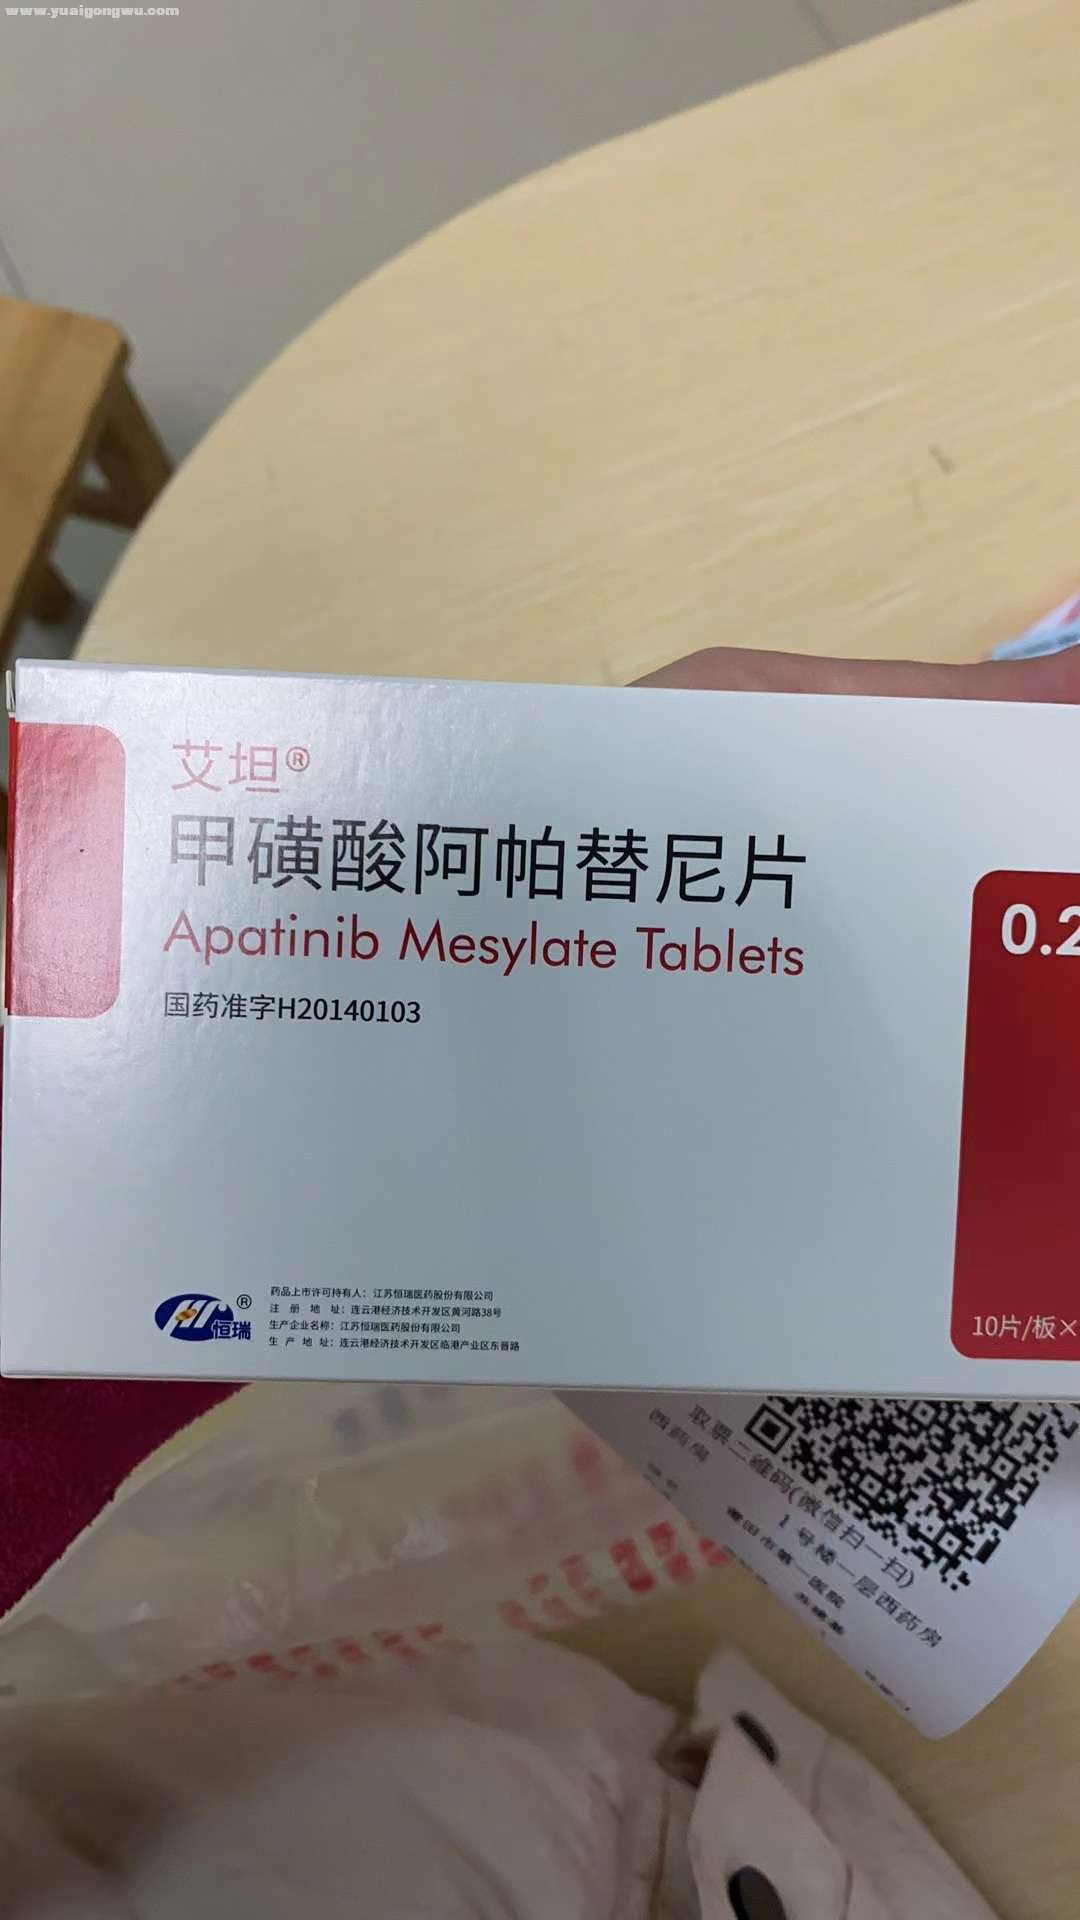 www.yuaigongwu.com
艾坦®
甲磺酸阿帕替尼片
Apatinib Mesylate Tablets
国药准字H20140103
0.2
10片/板×
恒瑞®
药品上市许可持有人：江苏恒瑞医药股份有限公司
注册地址：连云港经济技术开发区黄河路38号
生产企业名称：江苏恒瑞医药股份有限公司
生产地址：连云港经济技术开发区临港产业区东晋路
取票二维码(微信扫一扫)
西药房
1号楼一层西药房
莆田市第一医院